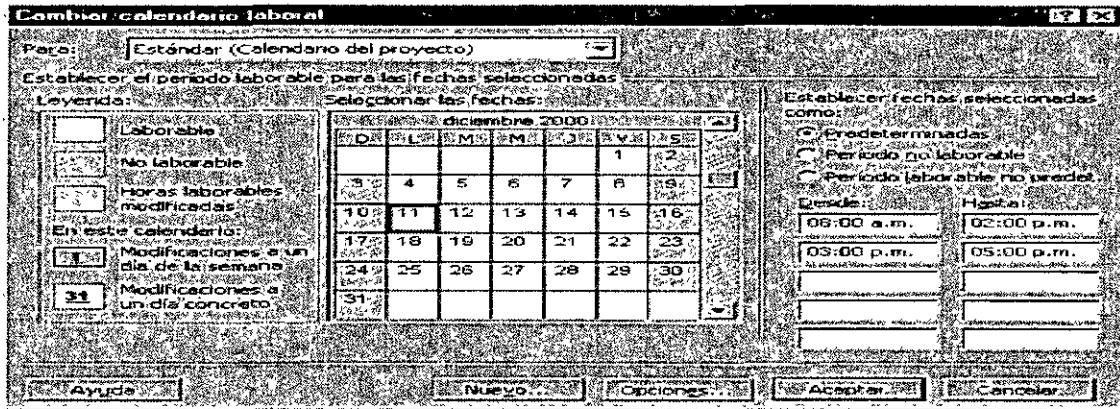 Cambiar calendario laboral
Para: Estándar (Calendario del proyecto)
Establecer el período laborable para las fechas seleccionadas
Leyenda:
Laborable
No laborable
Horas laborables
modificadas
En este calendario:
Modificaciones a un
día de la semana
31
Modificaciones a
un día concreto
Seleccionar las fechas:
diciembre 2000
D L M M J V S
1 2
3 4 5 6 7 8 9
10 11 12 13 14 15 16
17 18 19 20 21 22 23
24 25 26 27 28 29 30
31
Establecer fechas seleccionadas
como:
Predeterminadas
Período no laborable
Período laborable no predet.
Desde: Hasta:
08:00 a.m. 02:00 p.m.
03:00 p.m. 05:00 p.m.
Ayuda Nuevo... Opciones... Aceptar Cancelar